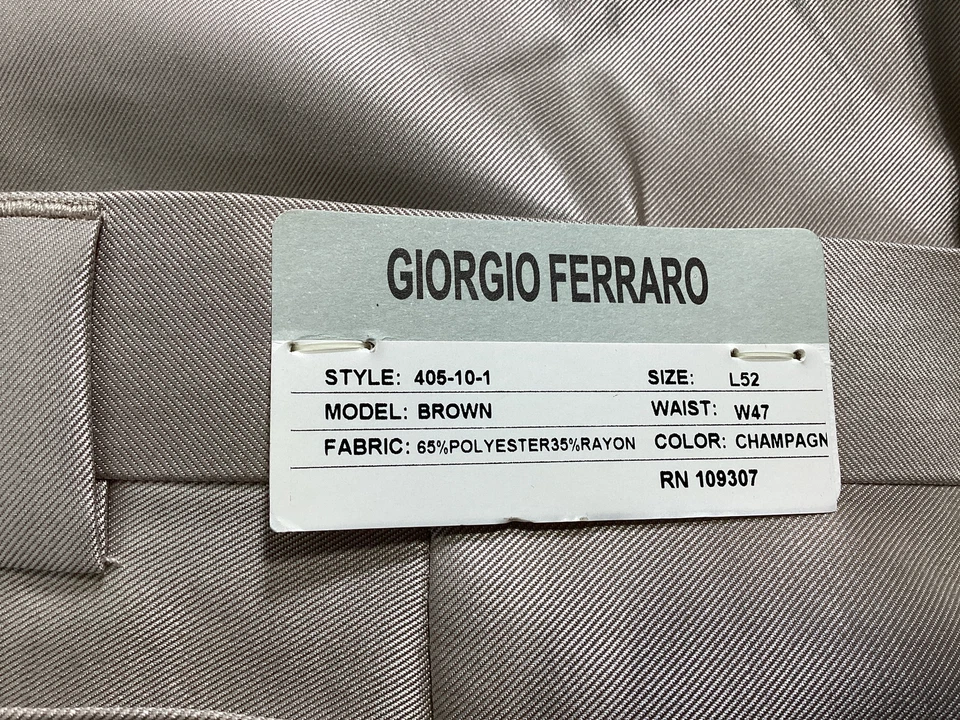 GIORGIO FERRARO
STYLE: 405-10-1 SIZE: L52
MODEL: BROWN WAIST: W47
FABRIC: 65%POLYESTER35%RAYON COLOR: CHAMPAGN
RN 109307